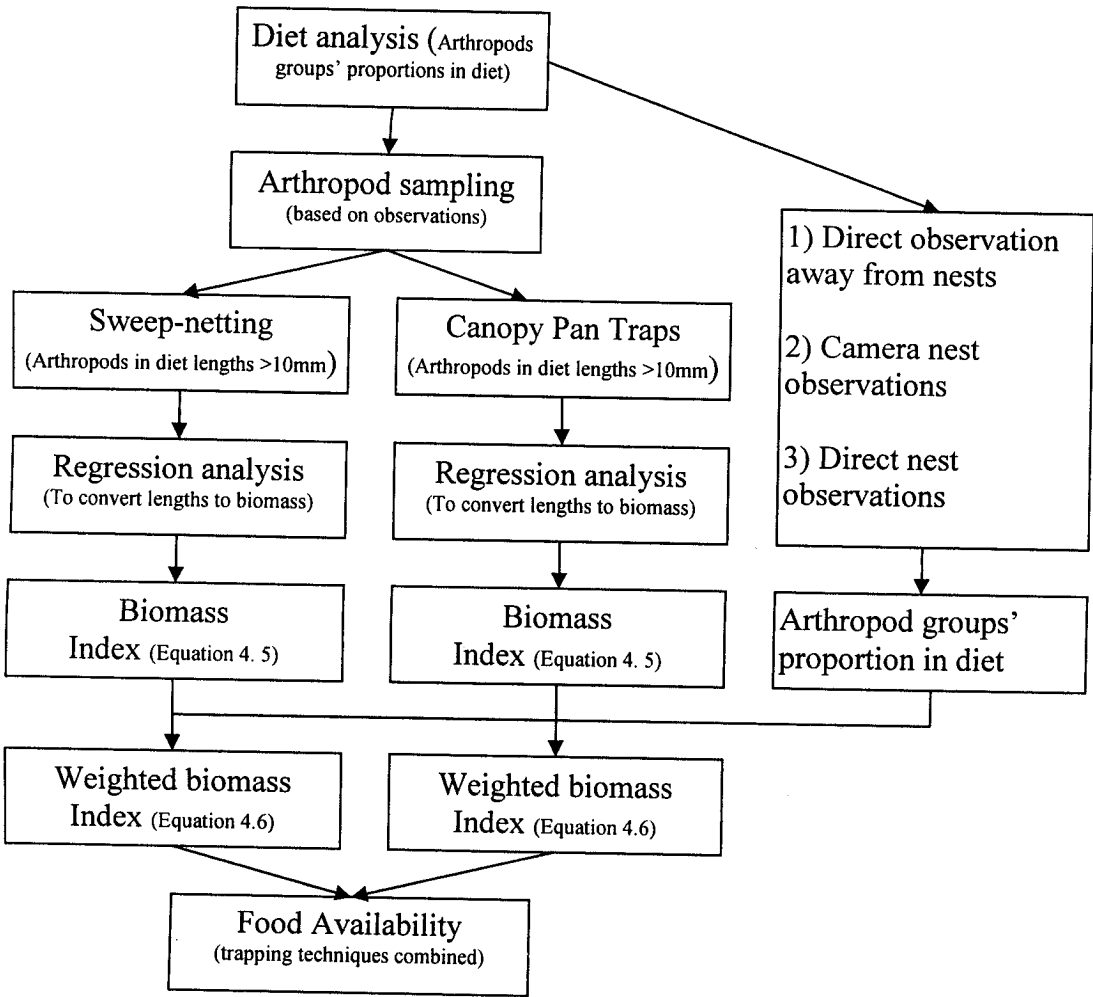 Diet analysis (Arthropods
groups' proportions in diet)
Arthropod sampling
(based on observations)
Sweep-netting
(Arthropods in diet lengths >10mm)
Canopy Pan Traps
(Arthropods in diet lengths >10mm)
1) Direct observation
away from nests
2) Camera nest
observations
3) Direct nest
observations
Regression analysis
(To convert lengths to biomass)
Regression analysis
(To convert lengths to biomass)
Biomass
Index (Equation 4. 5)
Biomass
Index (Equation 4. 5)
Arthropod groups'
proportion in diet
Weighted biomass
Index (Equation 4.6)
Weighted biomass
Index (Equation 4.6)
Food Availability
(trapping techniques combined)